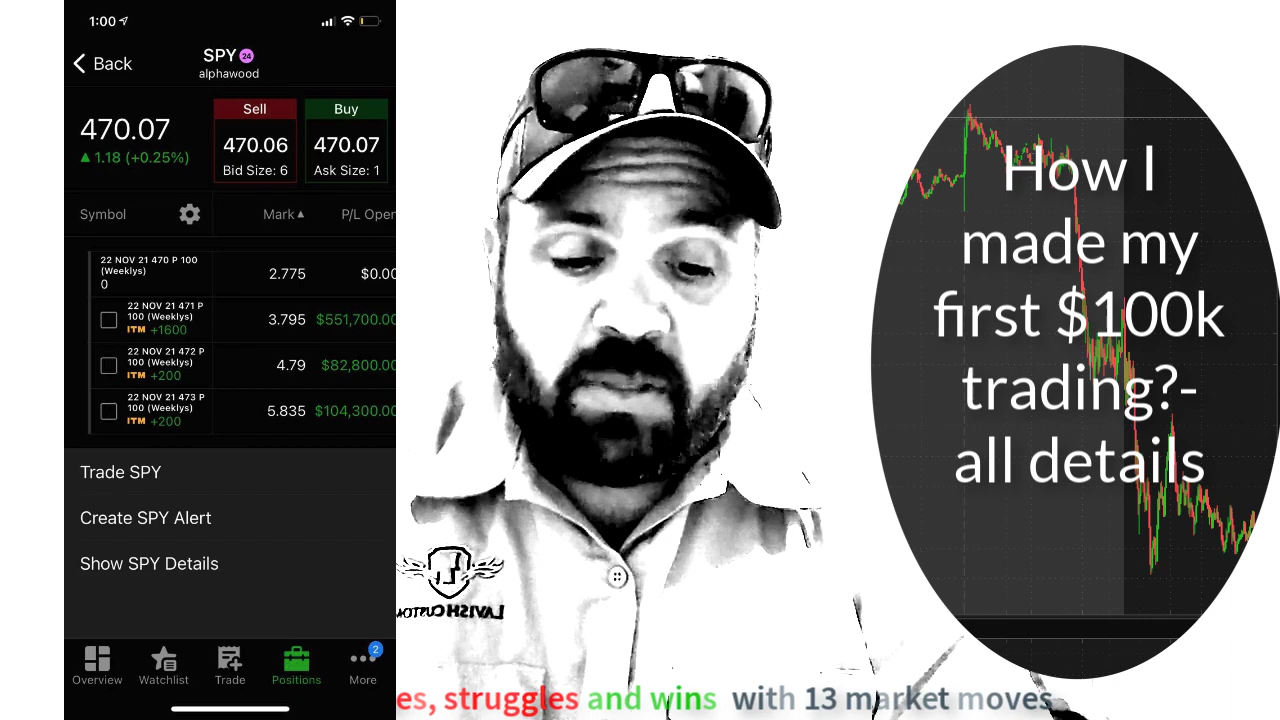 1:00
Back
SPY 24
alphawood
470.07
1.18 (+0.25%)
Sell
470.06
Bid Size: 6
Buy
470.07
Ask Size: 1
Symbol
Mark
P/L Oper
22 NOV 21 470 P 100
(Weeklys)
0
2.775
$0.00
22 NOV 21 471 P
100 (Weeklys)
ITM +1600
3.795
$551,700.00
22 NOV 21 472 P
100 (Weeklys)
ITM +200
4.79
$82,800.00
22 NOV 21 473 P
100 (Weeklys)
ITM +200
5.835
$104,300.00
Trade SPY
Create SPY Alert
Show SPY Details
Overview
Watchlist
Trade
Positions
2
More
LAVISH CUSTOM
How I
made my
first $100k
trading?-
all details
es, struggles and wins with 13 market moves